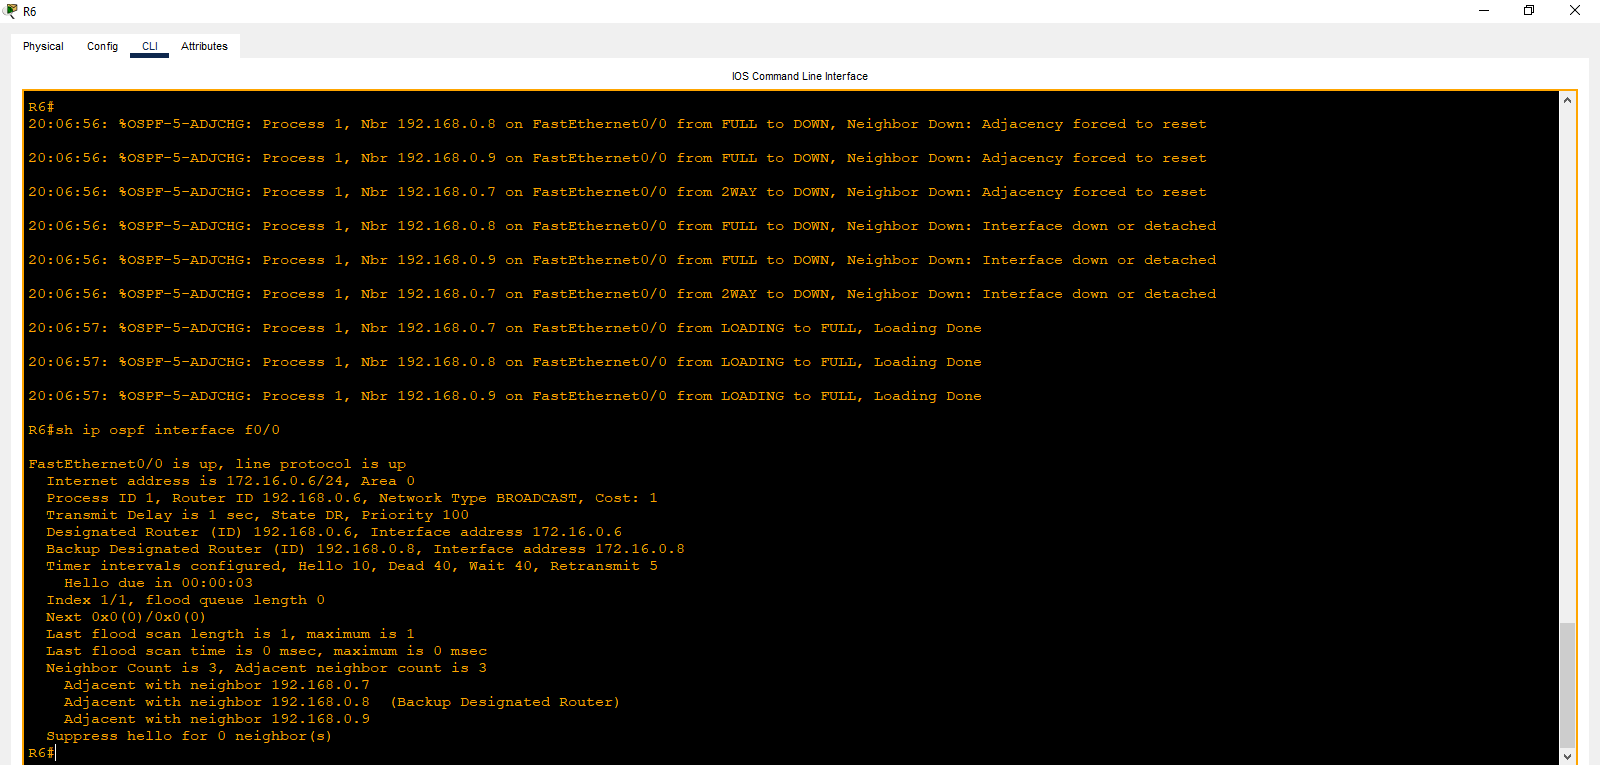 R6
Physical Config CLI Attributes
IOS Command Line Interface
R6#
20:06:56: %OSPF-5-ADJCHG: Process 1, Nbr 192.168.0.8 on FastEthernet0/0 from FULL to DOWN, Neighbor Down: Adjacency forced to reset
20:06:56: %OSPF-5-ADJCHG: Process 1, Nbr 192.168.0.9 on FastEthernet0/0 from FULL to DOWN, Neighbor Down: Adjacency forced to reset
20:06:56: %OSPF-5-ADJCHG: Process 1, Nbr 192.168.0.7 on FastEthernet0/0 from 2WAY to DOWN, Neighbor Down: Adjacency forced to reset
20:06:56: %OSPF-5-ADJCHG: Process 1, Nbr 192.168.0.8 on FastEthernet0/0 from FULL to DOWN, Neighbor Down: Interface down or detached
20:06:56: %OSPF-5-ADJCHG: Process 1, Nbr 192.168.0.9 on FastEthernet0/0 from FULL to DOWN, Neighbor Down: Interface down or detached
20:06:56: %OSPF-5-ADJCHG: Process 1, Nbr 192.168.0.7 on FastEthernet0/0 from 2WAY to DOWN, Neighbor Down: Interface down or detached
20:06:57: %OSPF-5-ADJCHG: Process 1, Nbr 192.168.0.7 on FastEthernet0/0 from LOADING to FULL, Loading Done
20:06:57: %OSPF-5-ADJCHG: Process 1, Nbr 192.168.0.8 on FastEthernet0/0 from LOADING to FULL, Loading Done
20:06:57: %OSPF-5-ADJCHG: Process 1, Nbr 192.168.0.9 on FastEthernet0/0 from LOADING to FULL, Loading Done
R6#sh ip ospf interface f0/0
FastEthernet0/0 is up, line protocol is up
Internet address is 172.16.0.6/24, Area 0
Process ID 1, Router ID 192.168.0.6, Network Type BROADCAST, Cost: 1
Transmit Delay is 1 sec, State DR, Priority 100
Designated Router (ID) 192.168.0.6, Interface address 172.16.0.6
Backup Designated Router (ID) 192.168.0.8, Interface address 172.16.0.8
Timer intervals configured, Hello 10, Dead 40, Wait 40, Retransmit 5
Hello due in 00:00:03
Index 1/1, flood queue length 0
Next 0x0(0)/0x0(0)
Last flood scan length is 1, maximum is 1
Last flood scan time is 0 msec, maximum is 0 msec
Neighbor Count is 3, Adjacent neighbor count is 3
Adjacent with neighbor 192.168.0.7
Adjacent with neighbor 192.168.0.8 (Backup Designated Router)
Adjacent with neighbor 192.168.0.9
Suppress hello for 0 neighbor(s)
R6#